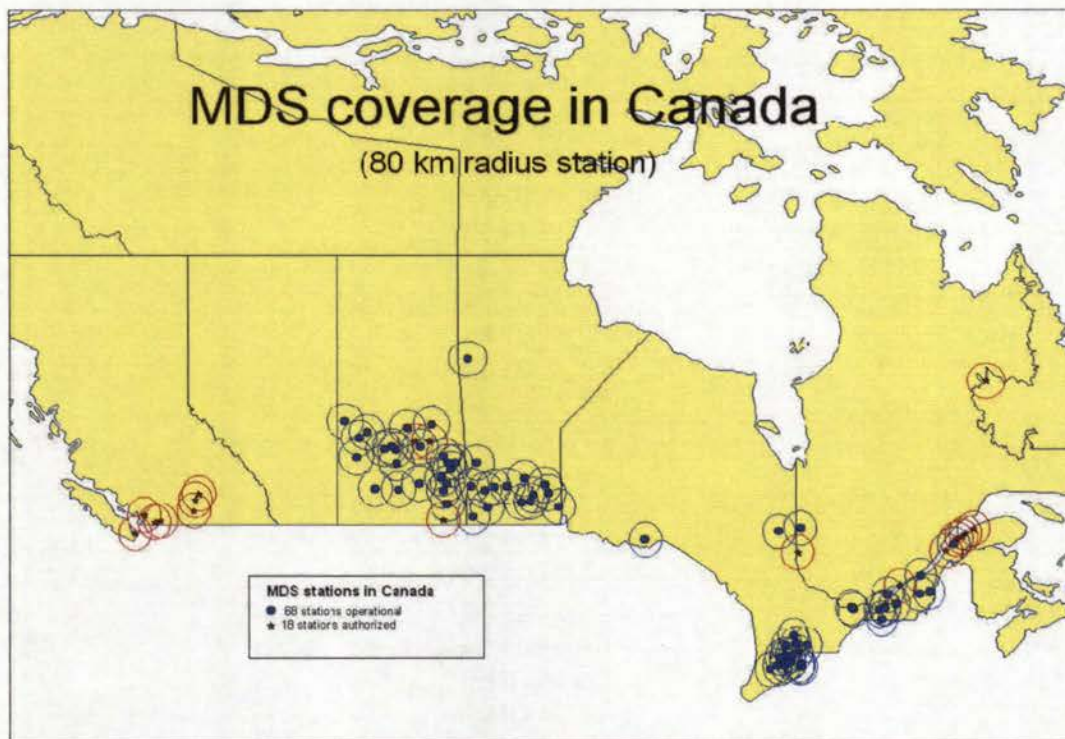 MDS coverage in Canada
(80 km radius station)
MDS stations in Canada
68 stations operational
18 stations authorized